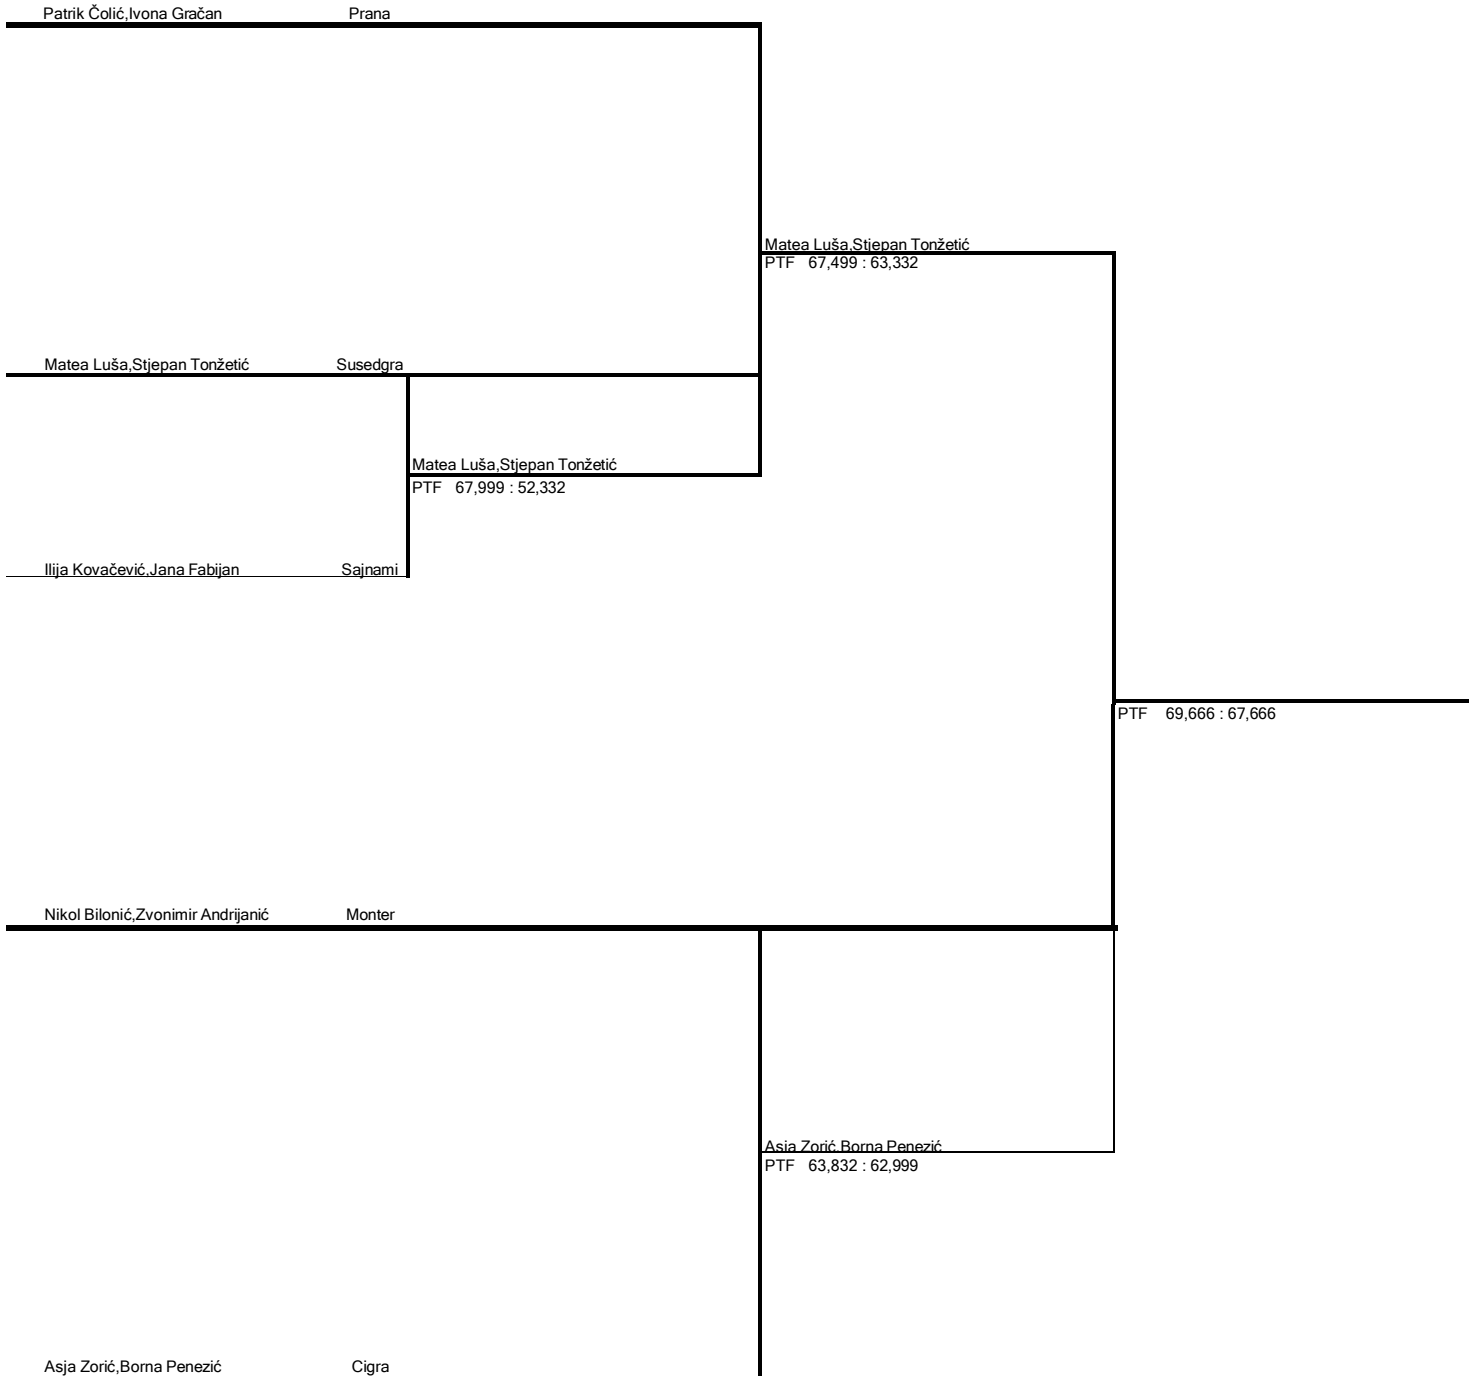 Patrik Čolić,Ivona Gračan Prana
Matea Luša,Stjepan Tonžetić
PTF 67,499 : 63,332
Matea Luša,Stjepan Tonžetić Susedgra
Matea Luša,Stjepan Tonžetić
PTF 67,999 : 52,332
Ilija Kovačević,Jana Fabijan Sajnami
PTF 69,666 : 67,666
Nikol Bilonić,Zvonimir Andrijanić Monter
Asja Zorić,Borna Penezić
PTF 63,832 : 62,999
Asja Zorić,Borna Penezić Cigra